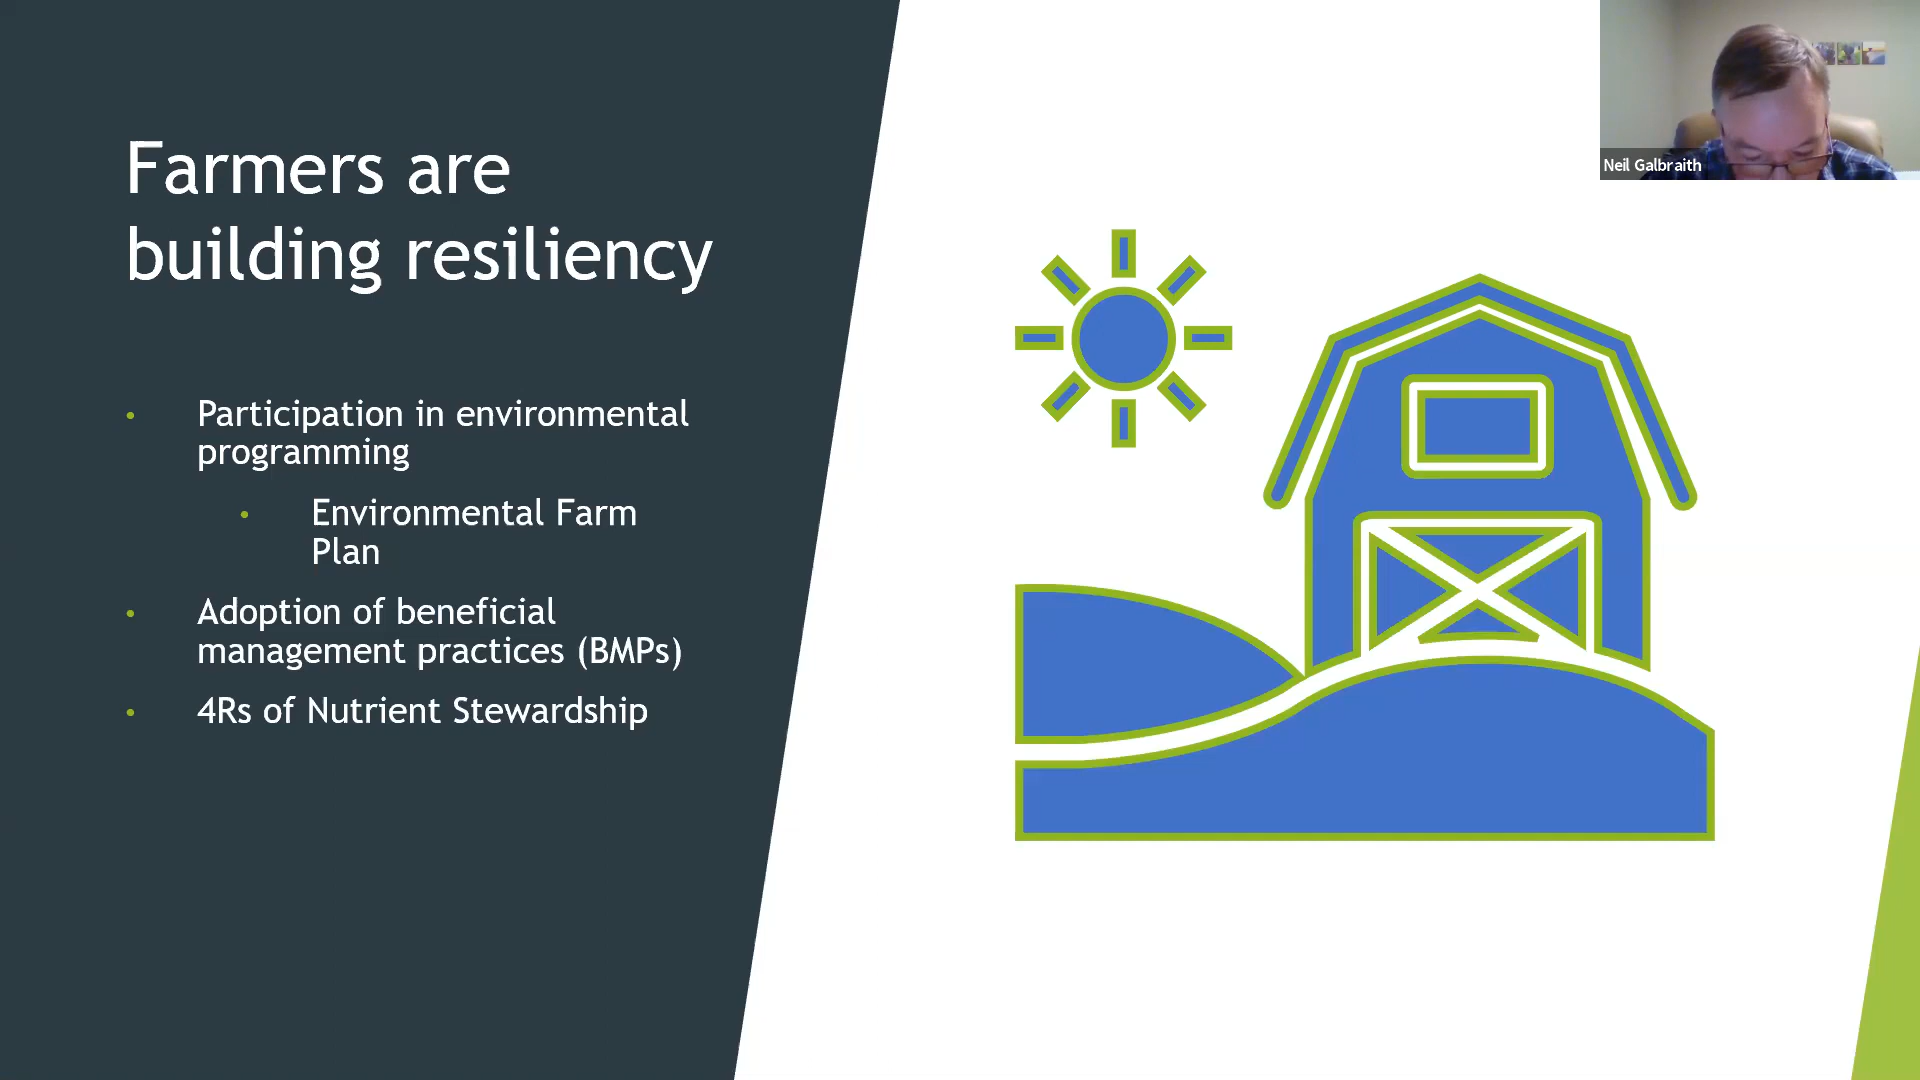 Farmers are
building resiliency
• Participation in environmental
programming
• Environmental Farm
Plan
• Adoption of beneficial
management practices (BMPs)
• 4Rs of Nutrient Stewardship
Neil Galbraith